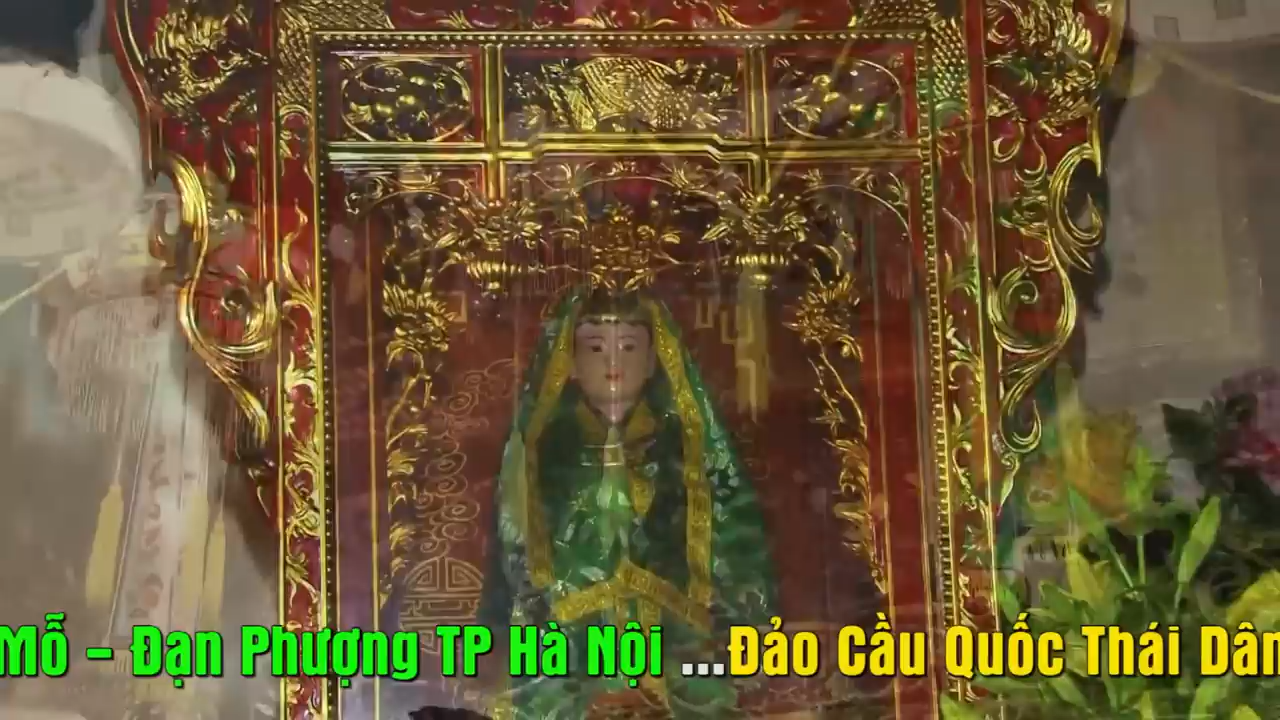 Mỗ – Đạn Phượng TP Hà Nội ...Đảo Cầu Quốc Thái Dân